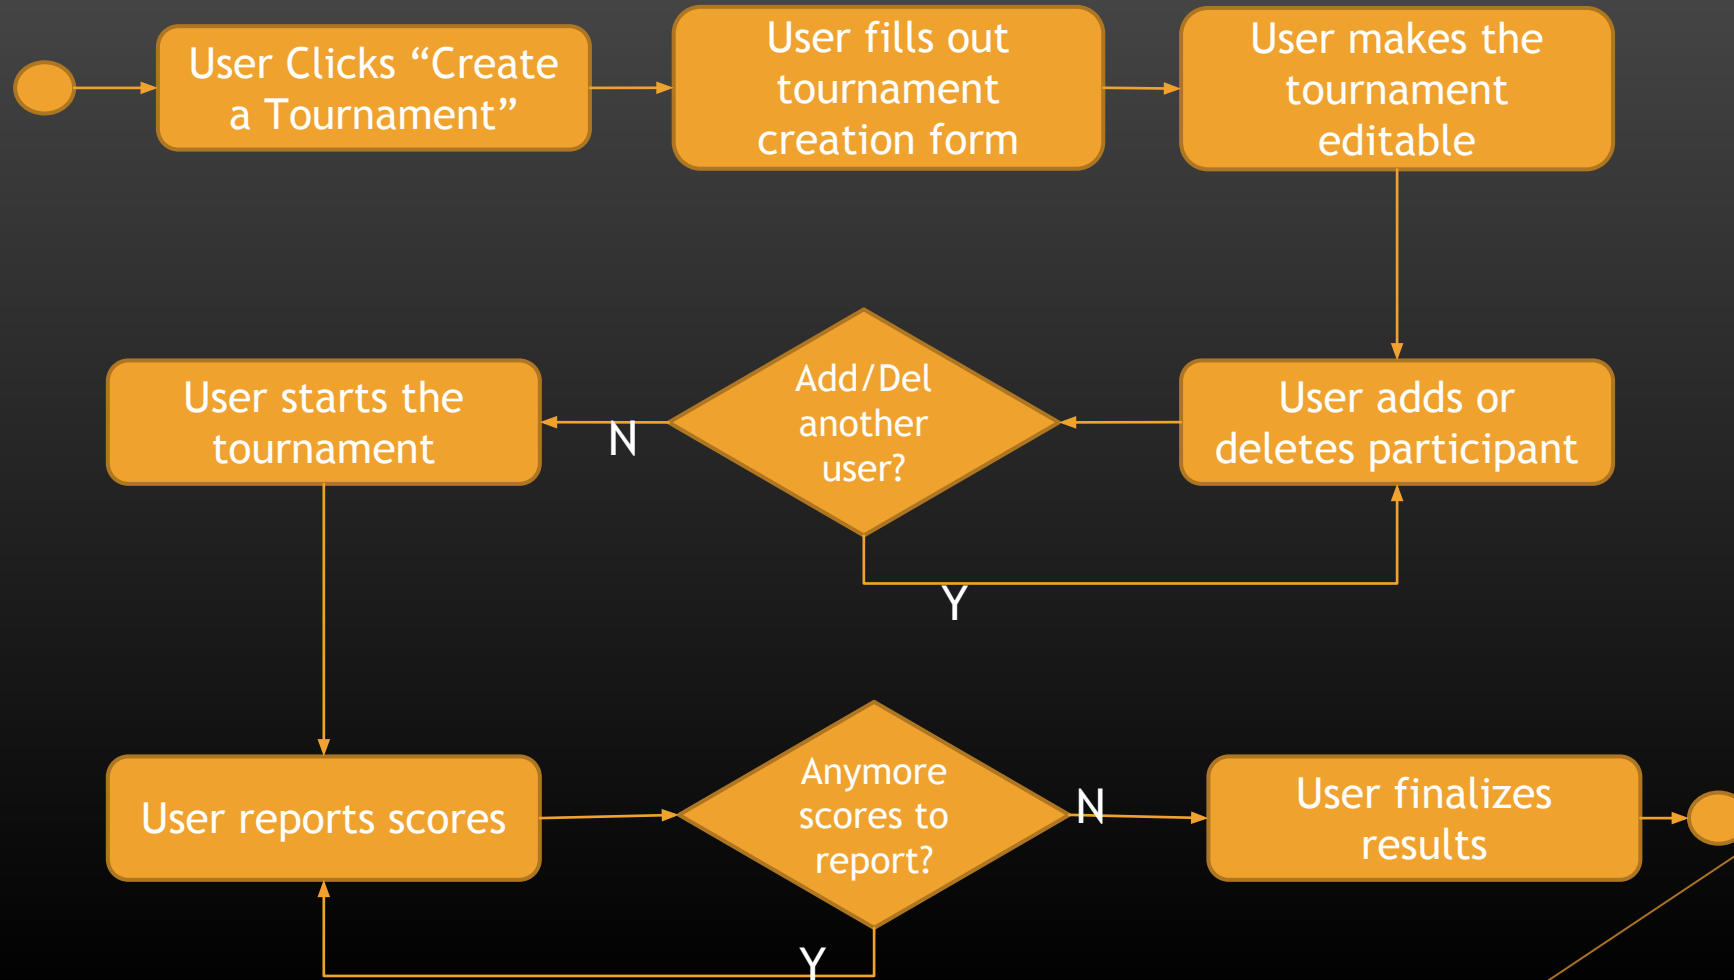 User Clicks “Create
a Tournament”
User fills out
tournament
creation form
User makes the
tournament
editable
User starts the
tournament
N
Add/Del
another
user?
User adds or
deletes participant
Y
User reports scores
Anymore
scores to
report?
N
User finalizes
results
Y